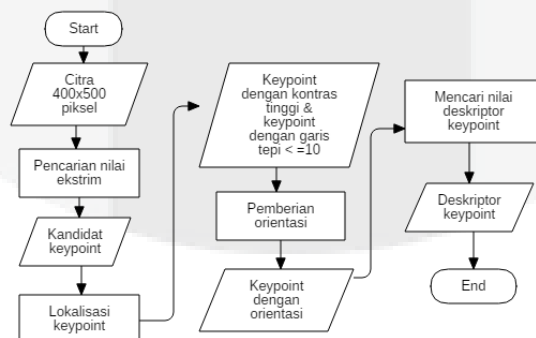 Start
Citra
400x500
piksel
Pencarian nilai
ekstrim
Kandidat
keypoint
Lokalisasi
keypoint
Keypoint
dengan kontras
tinggi &
keypoint
dengan garis
tepi < =10
Pemberian
orientasi
Keypoint
dengan
orientasi
Mencari nilai
deskriptor
keypoint
Deskriptor
keypoint
End